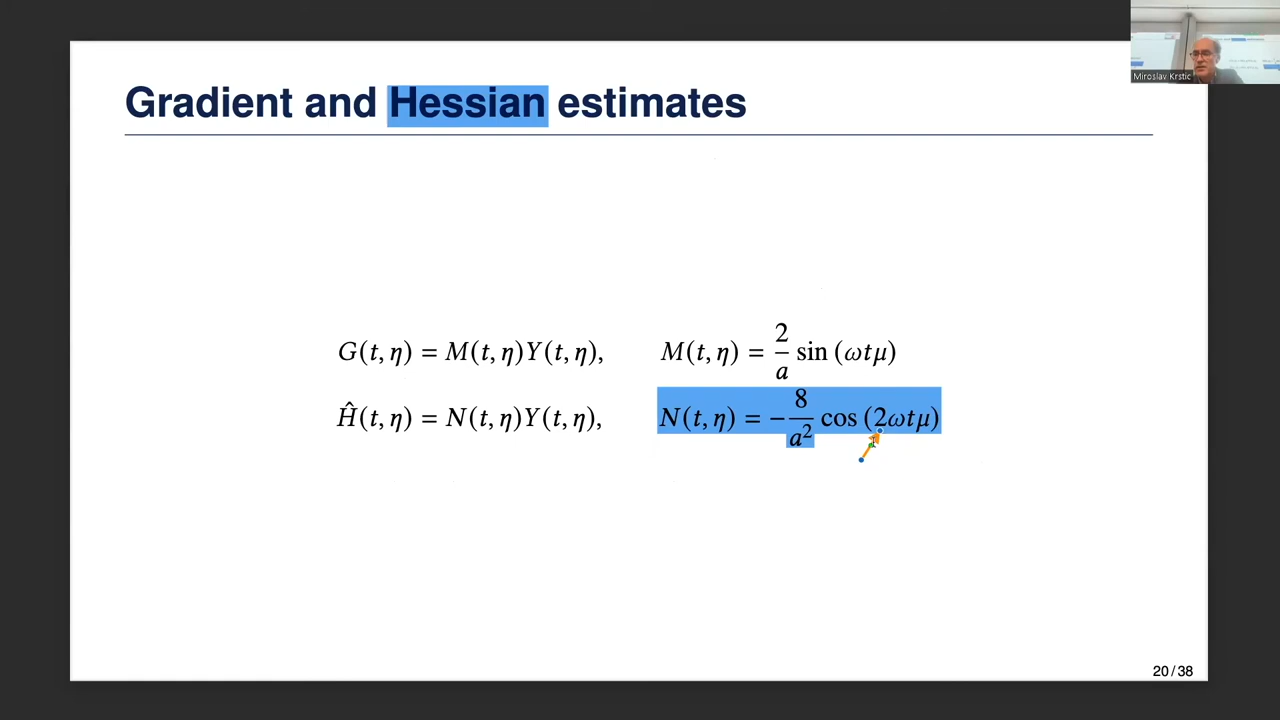 Miroslav Krstic
Gradient and Hessian estimates
G(t, η) = M(t, η)Y(t, η), M(t, η) = 2/a sin (ωtμ)
Ĥ(t, η) = N(t, η)Y(t, η), N(t, η) = −8/a² cos (2ωtμ)
20 / 38